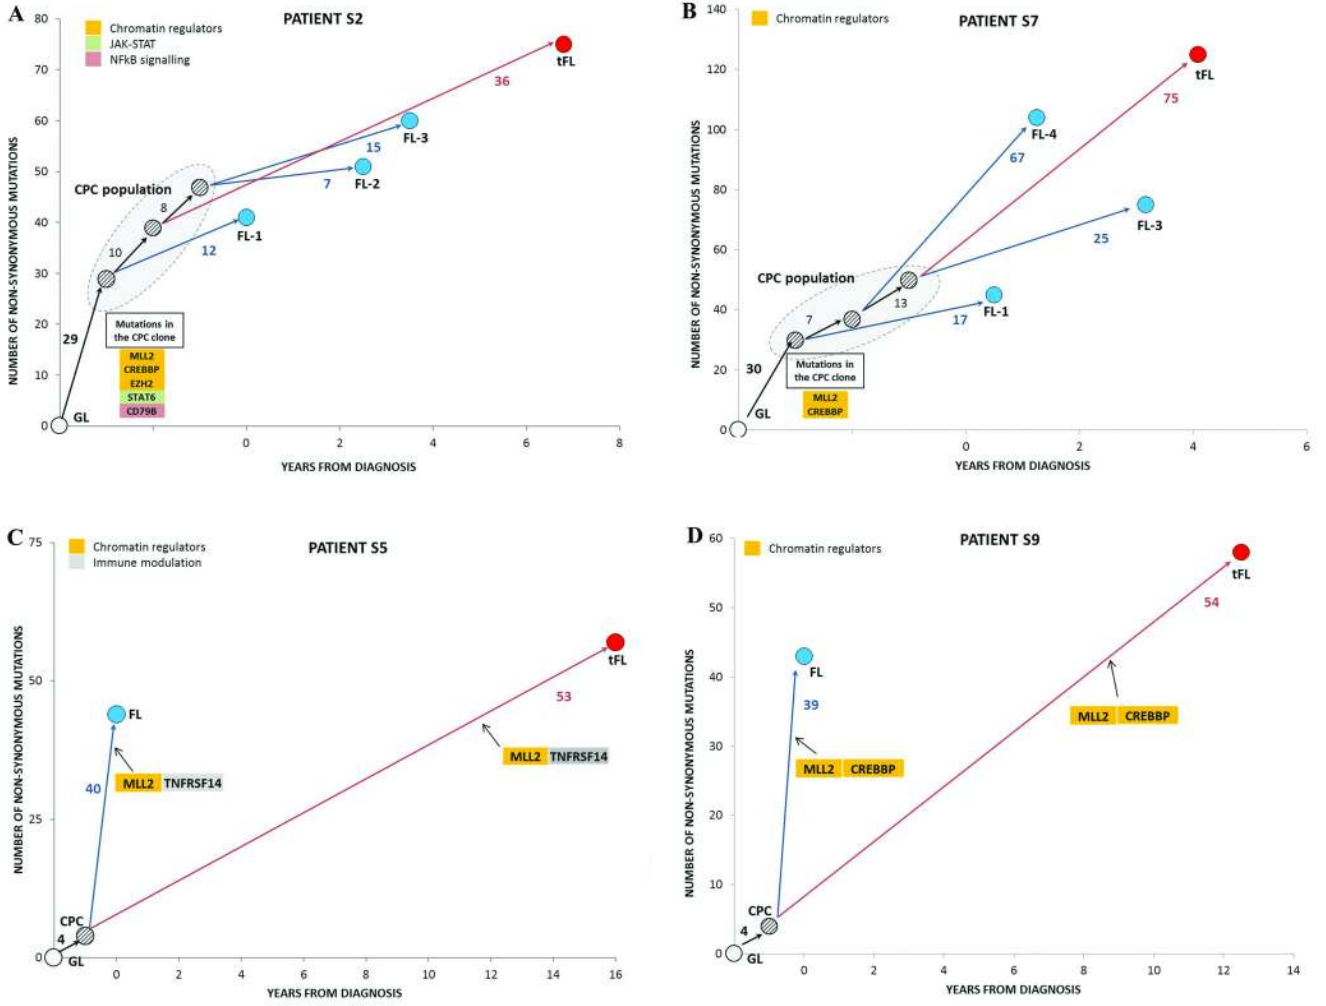 A
PATIENT S2
Chromatin regulators
JAK-STAT
NFkB signalling
NUMBER OF NON-SYNONYMOUS MUTATIONS
80
70
60
50
40
30
20
10
0
tFL
36
FL-3
15
FL-2
7
FL-1
12
CPC population
8
10
29
Mutations in
the CPC clone
MLL2
CREBBP
EZH2
STAT6
CD79B
GL
0 2 4 6 8
YEARS FROM DIAGNOSIS
B
PATIENT S7
Chromatin regulators
NUMBER OF NON-SYNONYMOUS MUTATIONS
140
120
100
80
60
40
20
0
tFL
75
FL-4
67
FL-3
25
CPC population
13
7
FL-1
17
30
Mutations in
the CPC clone
MLL2
CREBBP
GL
0 2 4 6
YEARS FROM DIAGNOSIS
C
PATIENT S5
Chromatin regulators
Immune modulation
NUMBER OF NON-SYNONYMOUS MUTATIONS
75
50
25
0
tFL
53
FL
MLL2 TNFRSF14
40
MLL2 TNFRSF14
CPC
4
GL
0 2 4 6 8 10 12 14 16
YEARS FROM DIAGNOSIS
D
PATIENT S9
Chromatin regulators
NUMBER OF NON-SYNONYMOUS MUTATIONS
60
50
40
30
20
10
0
tFL
54
FL
39
MLL2 CREBBP
MLL2 CREBBP
CPC
4
GL
0 2 4 6 8 10 12 14
YEARS FROM DIAGNOSIS